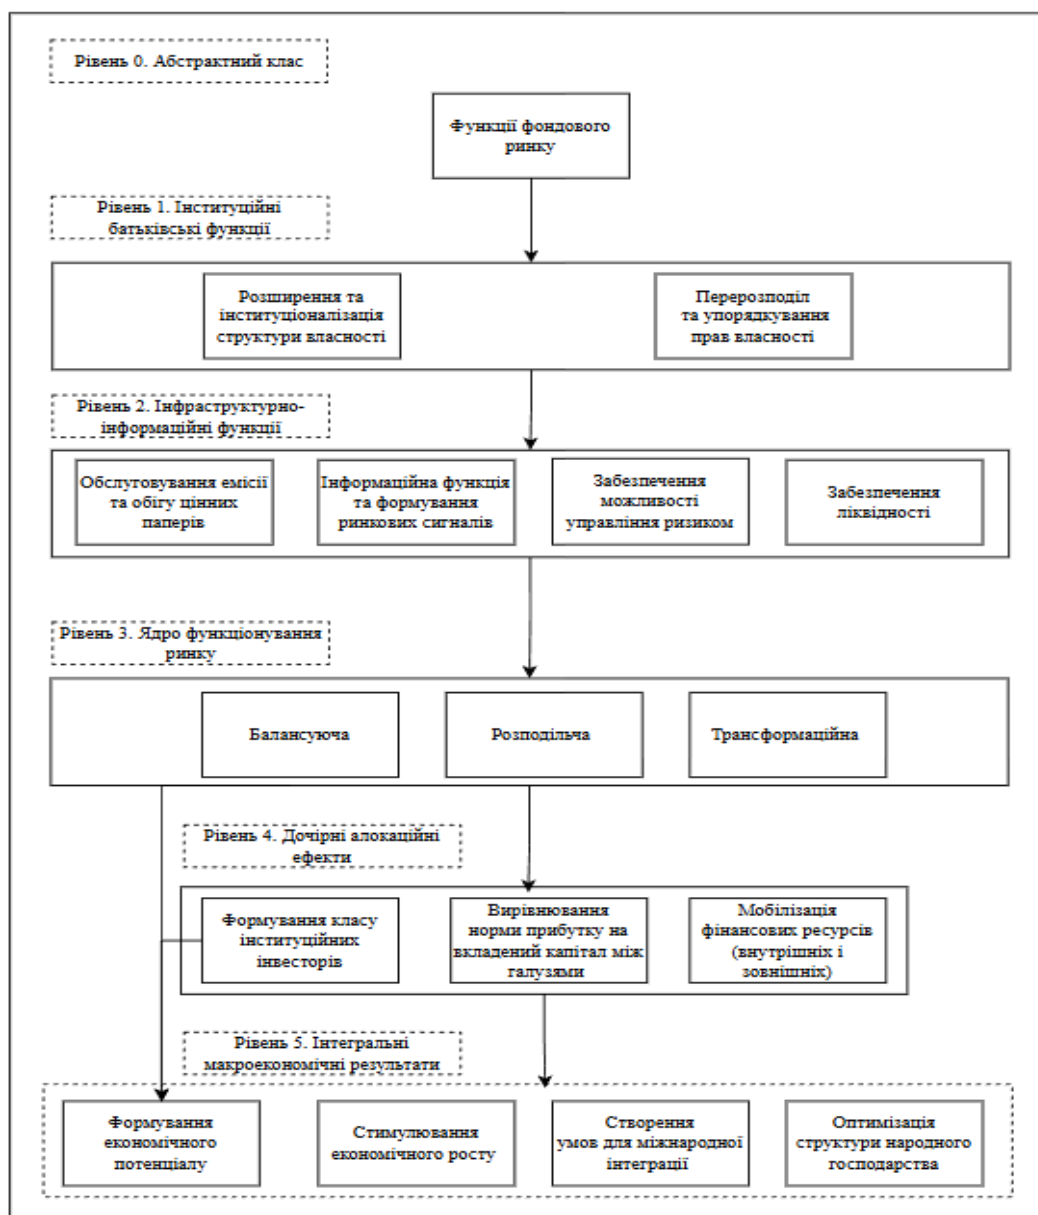 Рівень 0. Абстрактний клас
Функції фондового
ринку
Рівень 1. Інституційні
батьківські функції
Розширення та
інституціоналізація
структури власності
Перерозподіл
та упорядкування
прав власності
Рівень 2. Інфраструктурно-
інформаційні функції
Обслуговування емісії
та обігу цінних
паперів
Інформаційна функція
та формування
ринкових сигналів
Забезпечення
можливості
управління ризиком
Забезпечення
ліквідності
Рівень 3. Ядро функціонування
ринку
Балансуюча
Розподільча
Трансформаційна
Рівень 4. Дочірні алокаційні
ефекти
Формування класу
інституційних
інвесторів
Вирівнювання
норми прибутку на
вкладений капітал між
галузями
Мобілізація
фінансових ресурсів
(внутрішніх і
зовнішніх)
Рівень 5. Інтегральні
макроекономічні результати
Формування
економічного
потенціалу
Стимулювання
економічного росту
Створення
умов для міжнародної
інтеграції
Оптимізація
структури народного
господарства